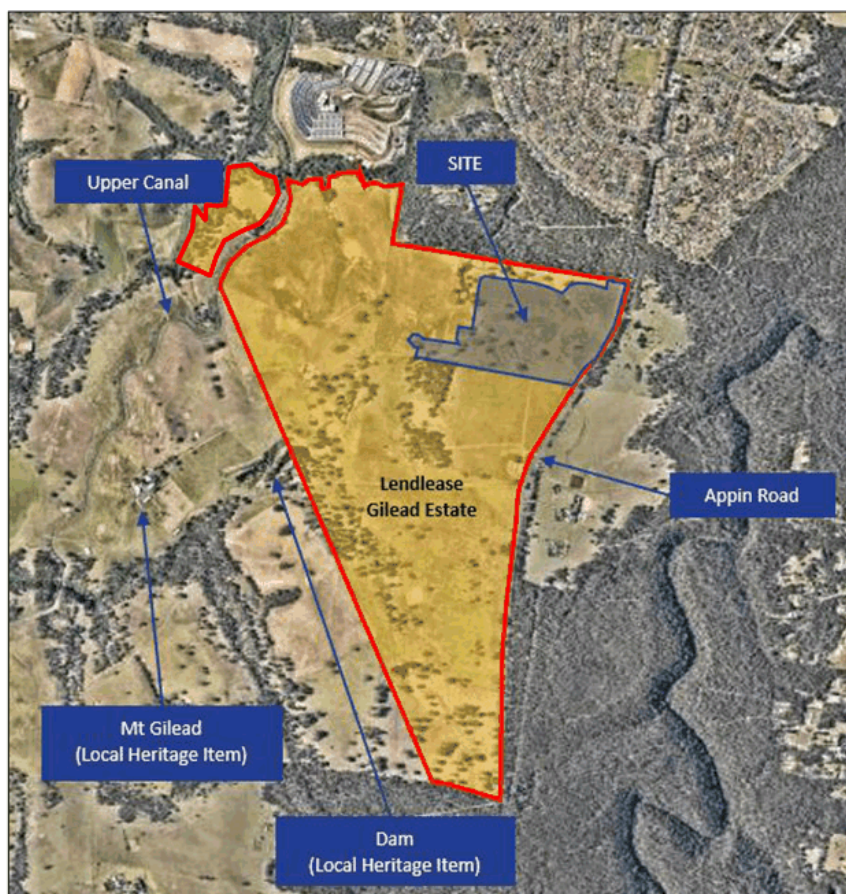 SITE
Upper Canal
Lendlease
Gilead Estate
Appin Road
Mt Gilead
(Local Heritage Item)
Dam
(Local Heritage Item)